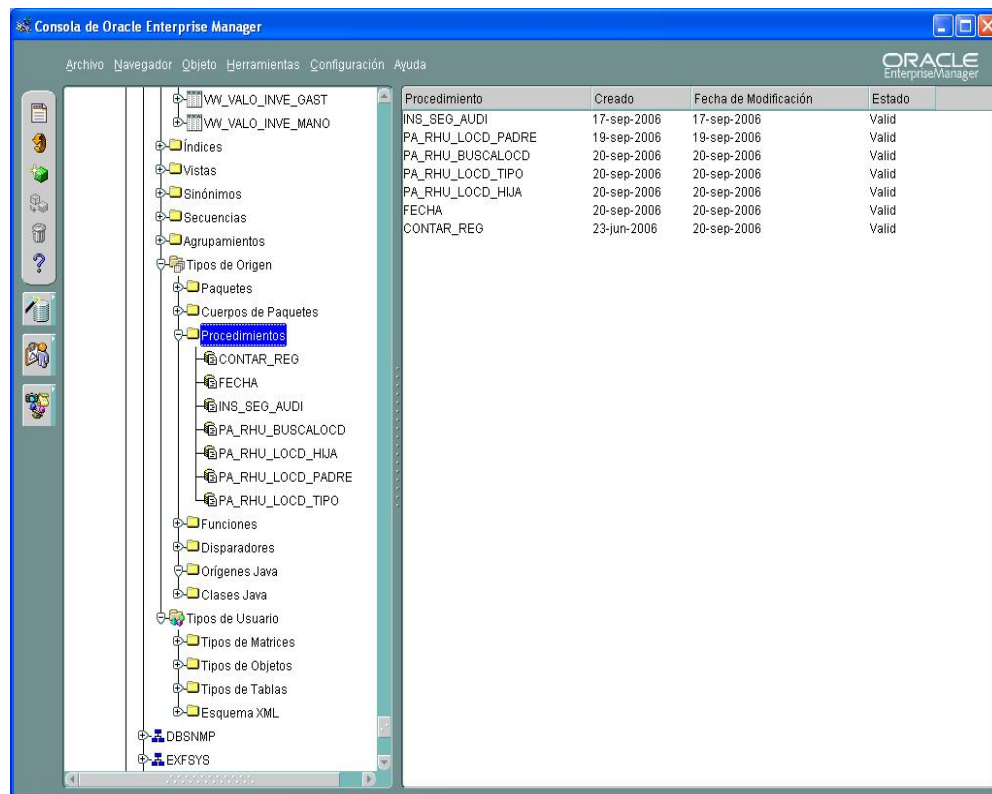 Consola de Oracle Enterprise Manager
Archivo Navegador Objeto Herramientas Configuración Ayuda
ORACLE
EnterpriseManager
VW_VALO_INVE_GAST
VW_VALO_INVE_MANO
Índices
Vistas
Sinónimos
Secuencias
Agrupamientos
Tipos de Origen
Paquetes
Cuerpos de Paquetes
Procedimientos
CONTAR_REG
FECHA
INS_SEG_AUDI
PA_RHU_BUSCALOCD
PA_RHU_LOCD_HIJA
PA_RHU_LOCD_PADRE
PA_RHU_LOCD_TIPO
Funciones
Disparadores
Orígenes Java
Clases Java
Tipos de Usuario
Tipos de Matrices
Tipos de Objetos
Tipos de Tablas
Esquema XML
DBSNMP
EXFSYS
Procedimiento Creado Fecha de Modificación Estado
INS_SEG_AUDI 17-sep-2006 17-sep-2006 Valid
PA_RHU_LOCD_PADRE 19-sep-2006 19-sep-2006 Valid
PA_RHU_BUSCALOCD 20-sep-2006 20-sep-2006 Valid
PA_RHU_LOCD_TIPO 20-sep-2006 20-sep-2006 Valid
PA_RHU_LOCD_HIJA 20-sep-2006 20-sep-2006 Valid
FECHA 20-sep-2006 20-sep-2006 Valid
CONTAR_REG 23-jun-2006 20-sep-2006 Valid